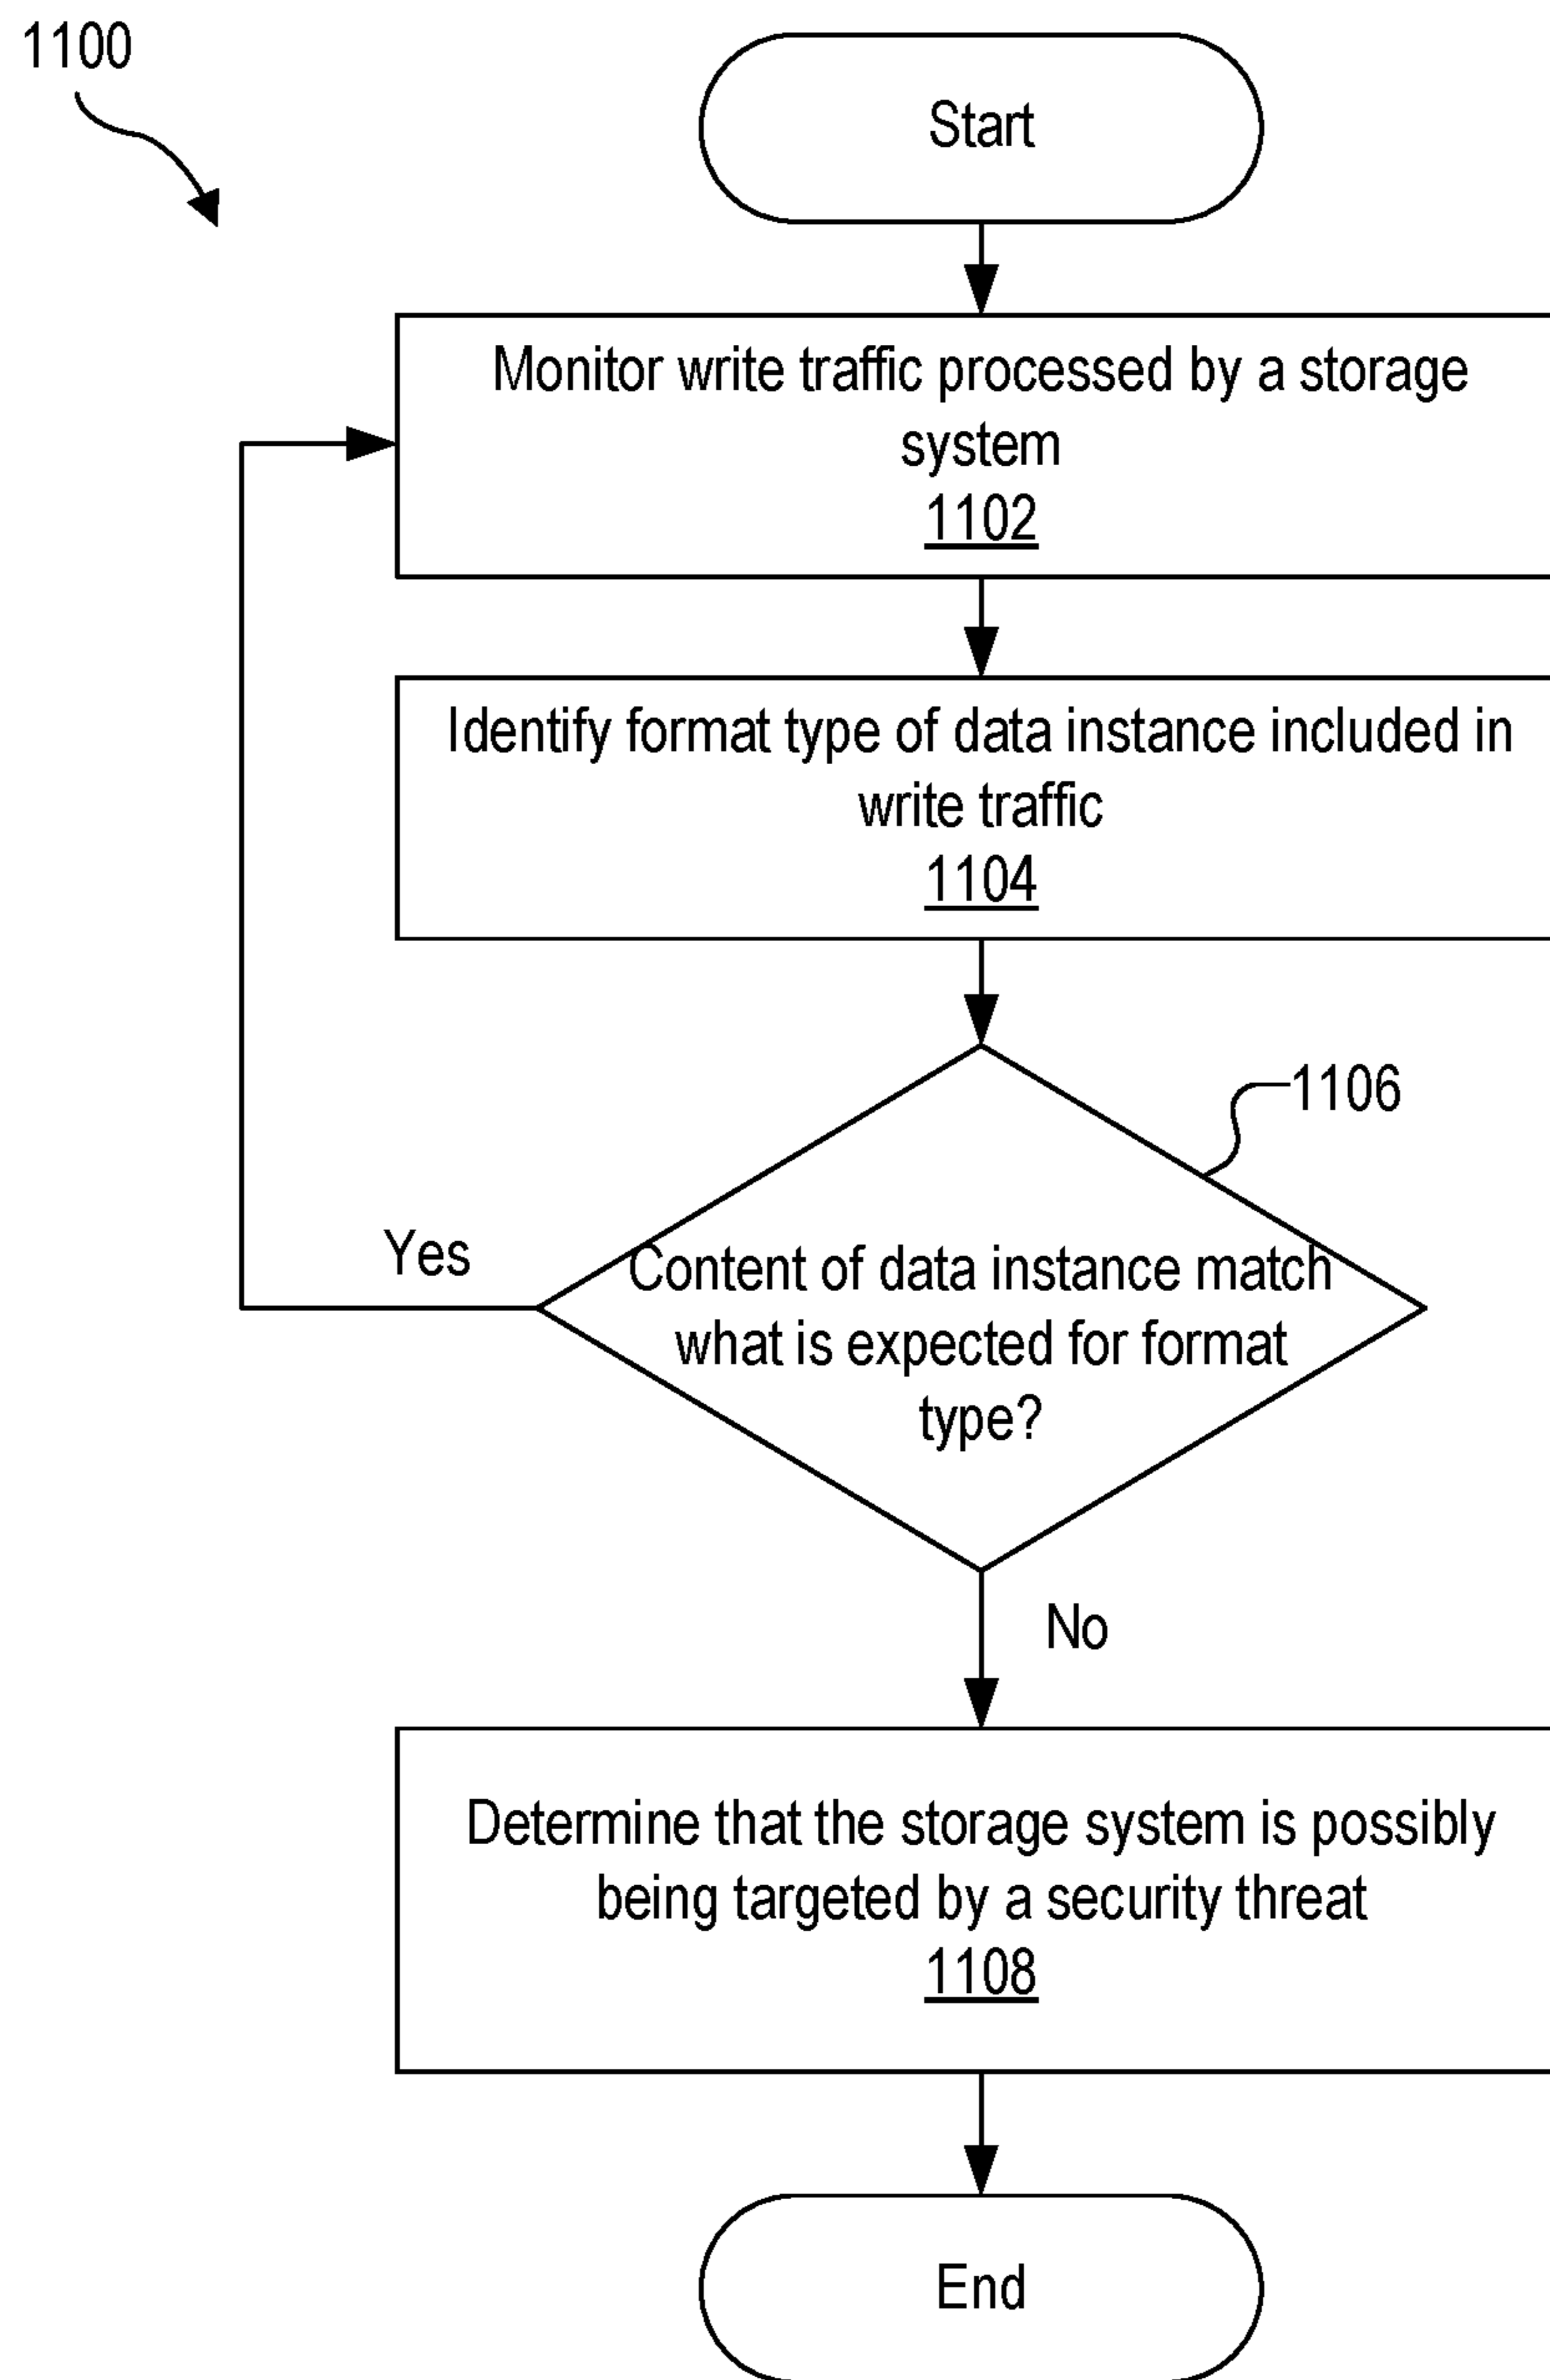 1100
Start
Monitor write traffic processed by a storage
system
1102
Identify format type of data instance included in
write traffic
1104
1106
Content of data instance match
what is expected for format
type?
Yes
No
Determine that the storage system is possibly
being targeted by a security threat
1108
End